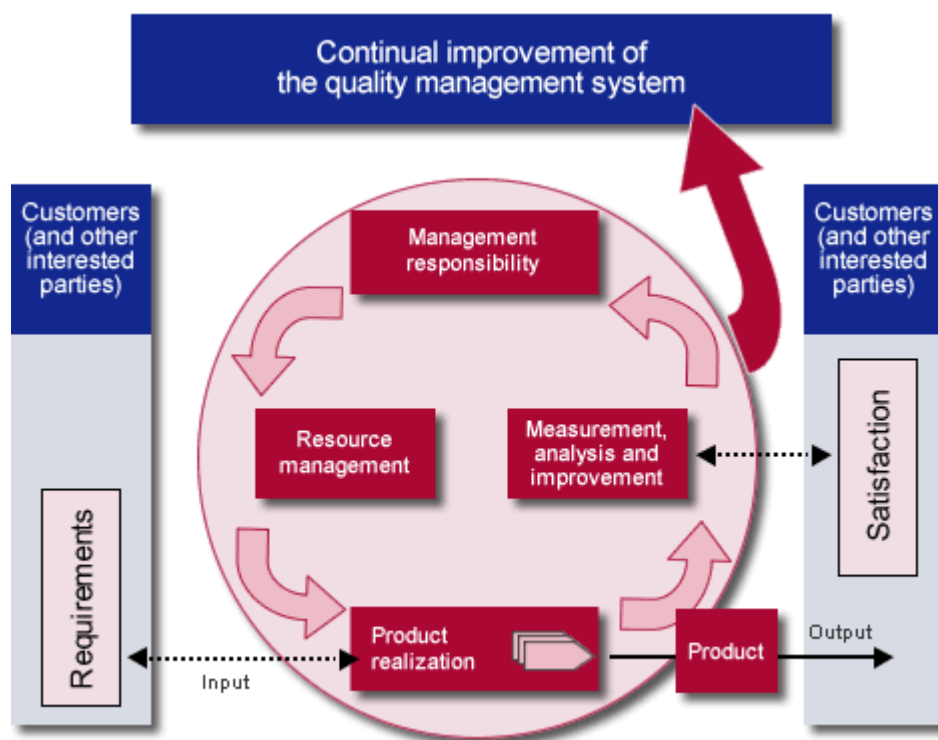 Continual improvement of
the quality management system
Customers
(and other
interested
parties)
Management
responsibility
Customers
(and other
interested
parties)
Resource
management
Measurement,
analysis and
improvement
Satisfaction
Requirements
Input
Product
realization
Product
Output